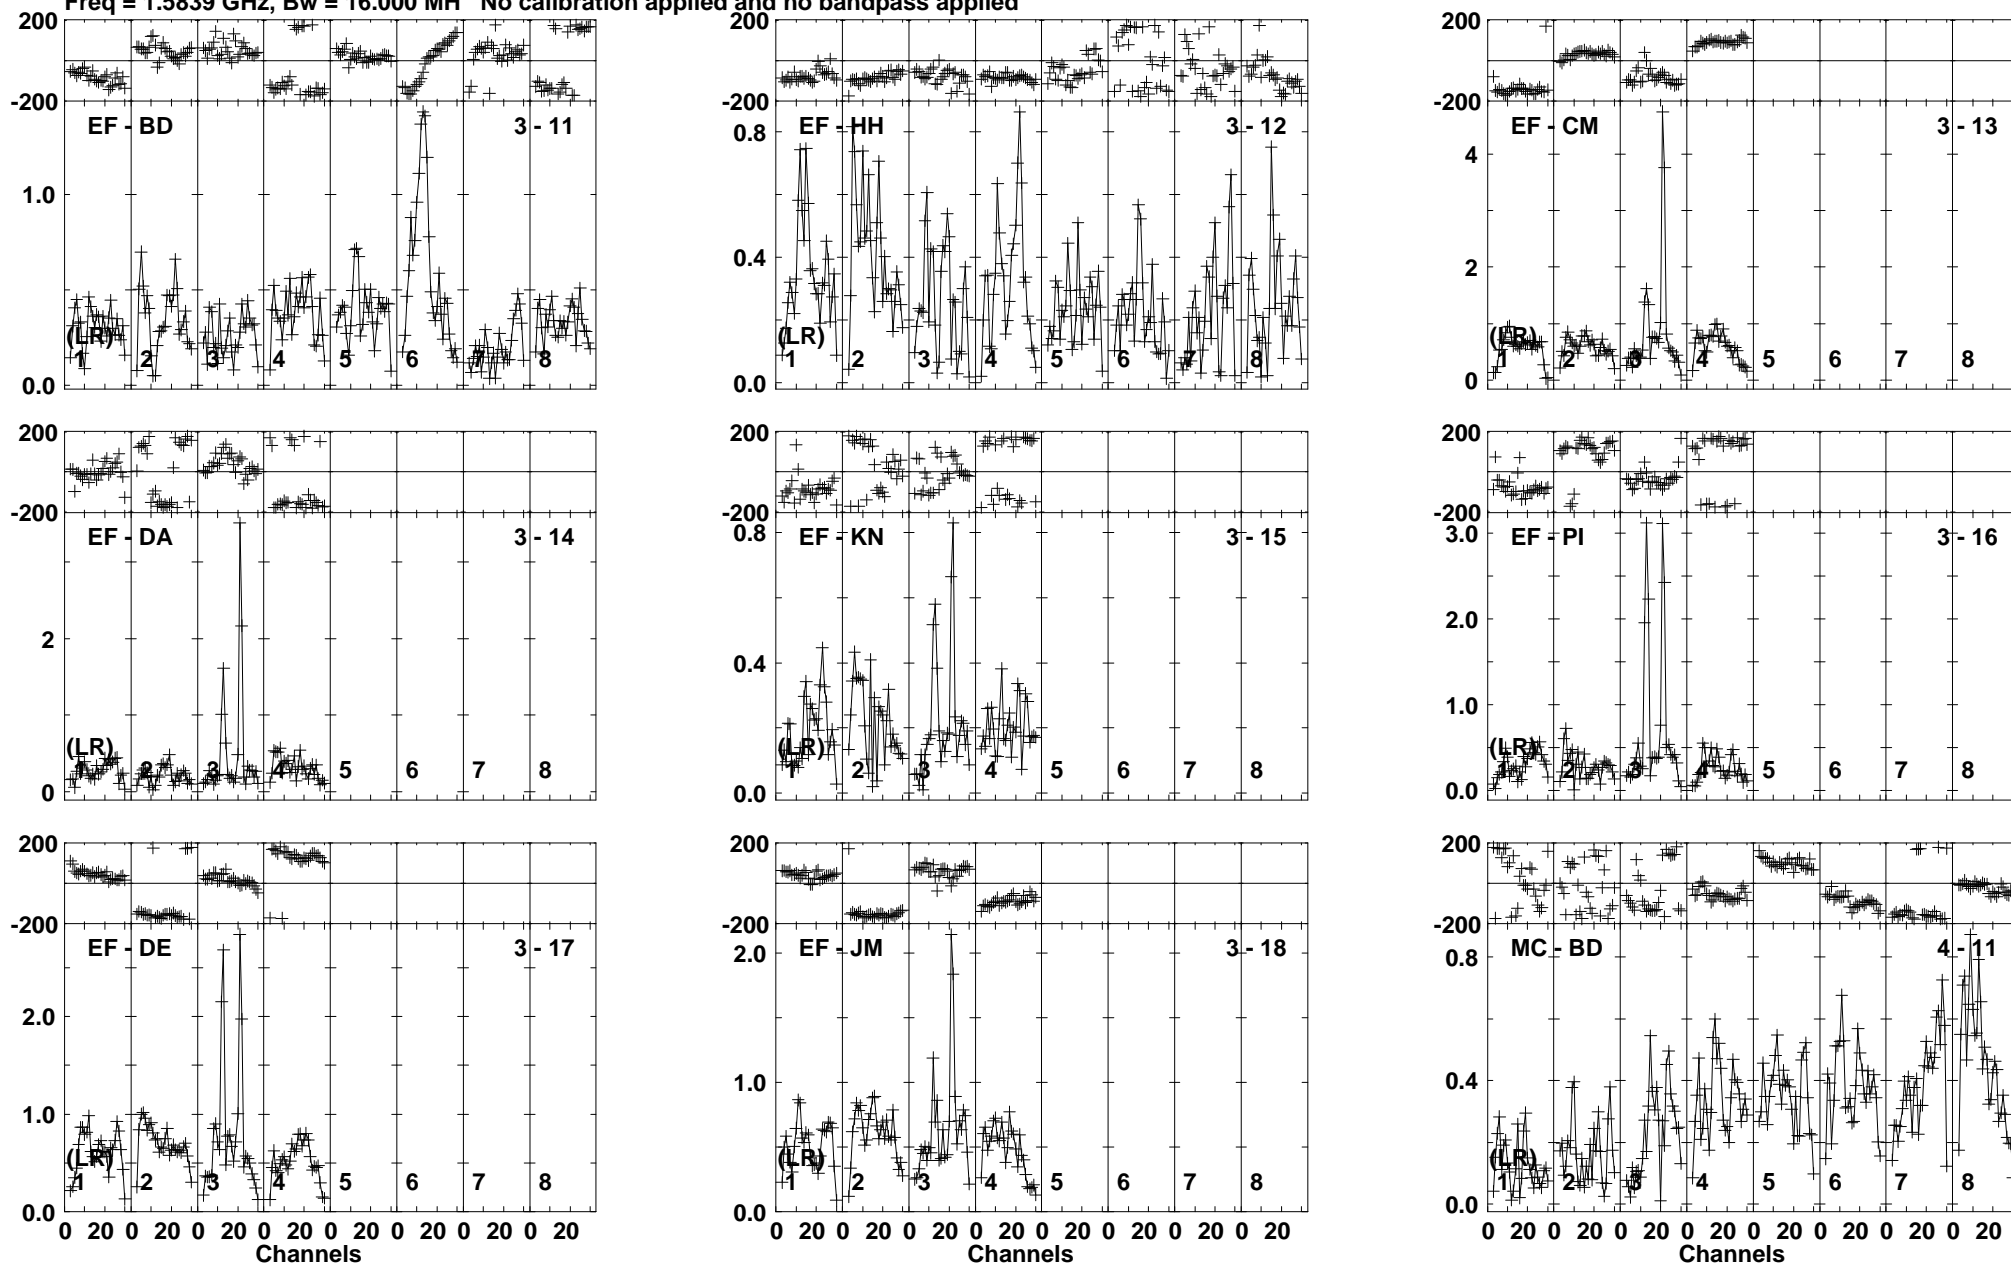 Freq = 1.5839 GHz, Bw = 16.000 MH No calibration applied and no bandpass applied
200 200 200
-200 -200 -200
EF - BD 3 - 11 EF - HH 3 - 12 EF - CM 3 - 13
1.0 0.8 4
0.4 2
(LR) (LR) (LR)
1 2 3 4 5 6 7 8 1 2 3 4 5 6 7 8 1 2 3 4 5 6 7 8
0.0 0.0 0
200 200 200
-200 -200 -200
EF - DA 3 - 14 EF - KN 3 - 15 EF - PI 3 - 16
0.8 3.0
2 0.4 2.0
1.0
(LR) (LR) (LR)
1 2 3 4 5 6 7 8 1 2 3 4 5 6 7 8 1 2 3 4 5 6 7 8
0 0.0 0.0
200 200 200
-200 -200 -200
EF - DE 3 - 17 EF - JM 3 - 18 MC - BD 4 - 11
2.0 2.0 0.8
1.0 1.0 0.4
(LR) (LR) (LR)
1 2 3 4 5 6 7 8 1 2 3 4 5 6 7 8 1 2 3 4 5 6 7 8
0.0 0.0 0.0
0 20 0 20 0 20 0 20 0 20 0 20 0 20 0 20 0 20 0 20 0 20 0 20 0 20 0 20 0 20 0 20 0 20 0 20 0 20 0 20 0 20 0 20 0 20 0 20
Channels Channels Channels